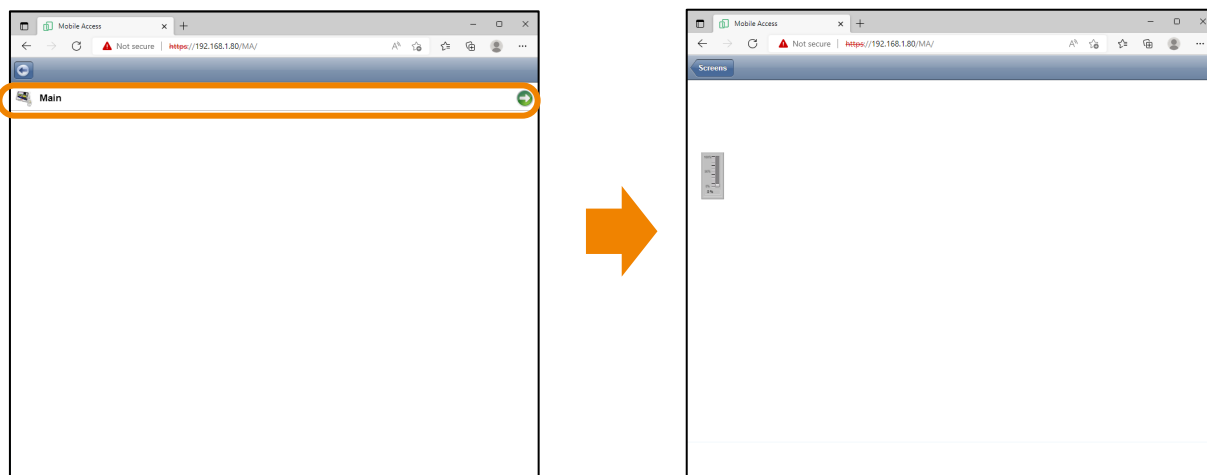 Mobile Access
Not secure | https://192.168.1.80/MA/
Main
Mobile Access
Not secure | https://192.168.1.80/MA/
Screens